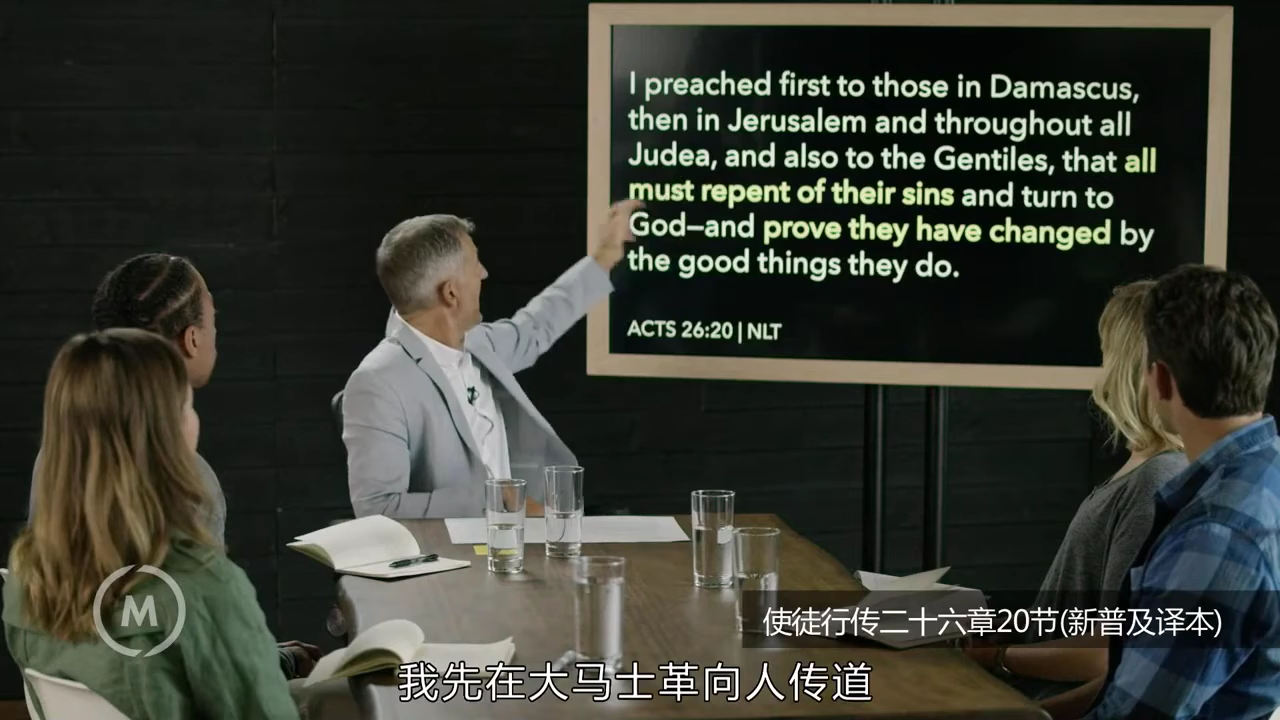 I preached first to those in Damascus,
then in Jerusalem and throughout all
Judea, and also to the Gentiles, that all
must repent of their sins and turn to
God—and prove they have changed by
the good things they do.
ACTS 26:20 | NLT
M
使徒行传二十六章20节(新普及译本)
我先在大马士革向人传道